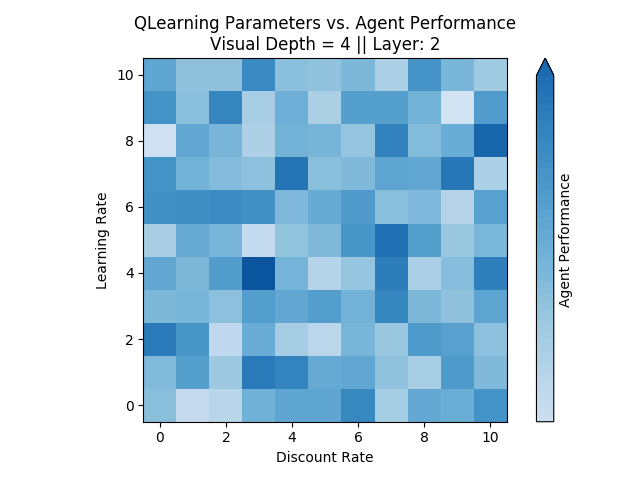 QLearning Parameters vs. Agent Performance
Visual Depth = 4 || Layer: 2
10
8
6
4
2
0
Learning Rate
0 2 4 6 8 10
Discount Rate
Agent Performance